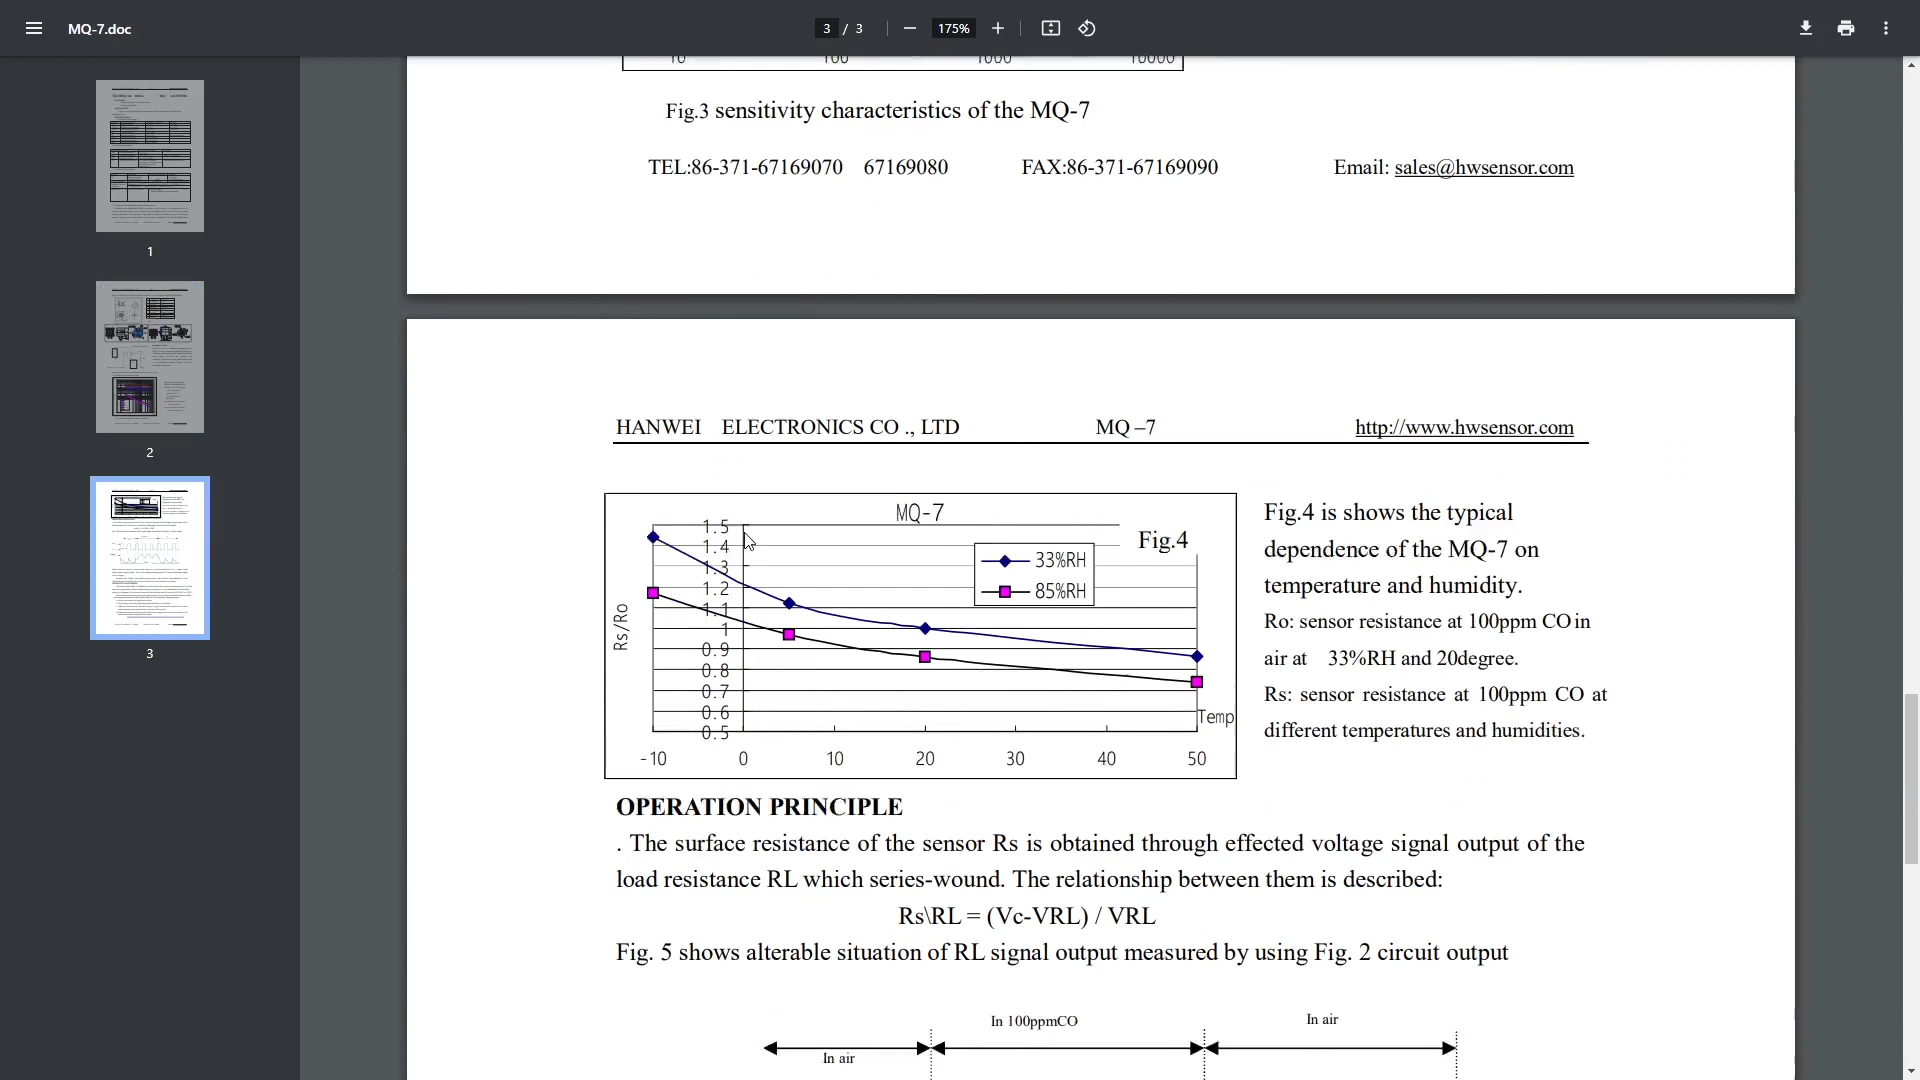 MQ-7.doc
3 / 3
175%
1
2
3
10 100 1000 10000
Fig.3 sensitivity characteristics of the MQ-7
TEL:86-371-67169070 67169080 FAX:86-371-67169090 Email: sales@hwsensor.com
HANWEI ELECTRONICS CO ., LTD MQ –7 http://www.hwsensor.com
MQ-7
Fig.4
33%RH
85%RH
Rs/Ro
1.5
1.4
1.3
1.2
1.1
1
0.9
0.8
0.7
0.6
0.5
Temp
-10 0 10 20 30 40 50
Fig.4 is shows the typical
dependence of the MQ-7 on
temperature and humidity.
Ro: sensor resistance at 100ppm CO in
air at 33%RH and 20degree.
Rs: sensor resistance at 100ppm CO at
different temperatures and humidities.
OPERATION PRINCIPLE
. The surface resistance of the sensor Rs is obtained through effected voltage signal output of the
load resistance RL which series-wound. The relationship between them is described:
Rs\RL = (Vc-VRL) / VRL
Fig. 5 shows alterable situation of RL signal output measured by using Fig. 2 circuit output
In air
In 100ppmCO
In air